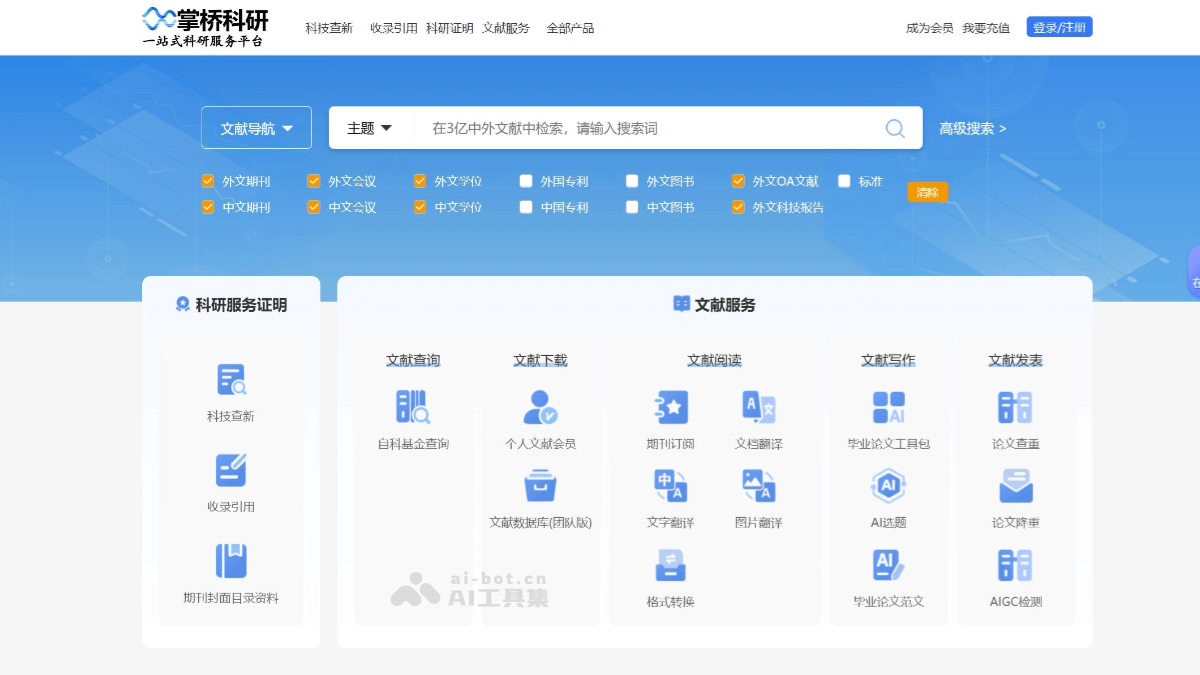 掌桥科研
一站式科研服务平台
科技查新 收录引用 科研证明 文献服务 全部产品
成为会员 我要充值 登录/注册
文献导航 主题 在3亿中外文献中检索，请输入搜索词 高级搜索 >
外文期刊 外文会议 外文学位 外国专利 外文图书 外文OA文献 标准
清除
中文期刊 中文会议 中文学位 中国专利 中文图书 外文科技报告
在
科研服务证明
科技查新
收录引用
期刊封面目录资料
文献服务
文献查询 文献下载 文献阅读 文献写作 文献发表
自科基金查询 个人文献会员 期刊订阅 文档翻译 毕业论文工具包 论文查重
文献数据库(团队版) 文字翻译 图片翻译 AI选题 论文降重
格式转换 毕业论文范文 AIGC检测
ai-bot.cn
AI工具集